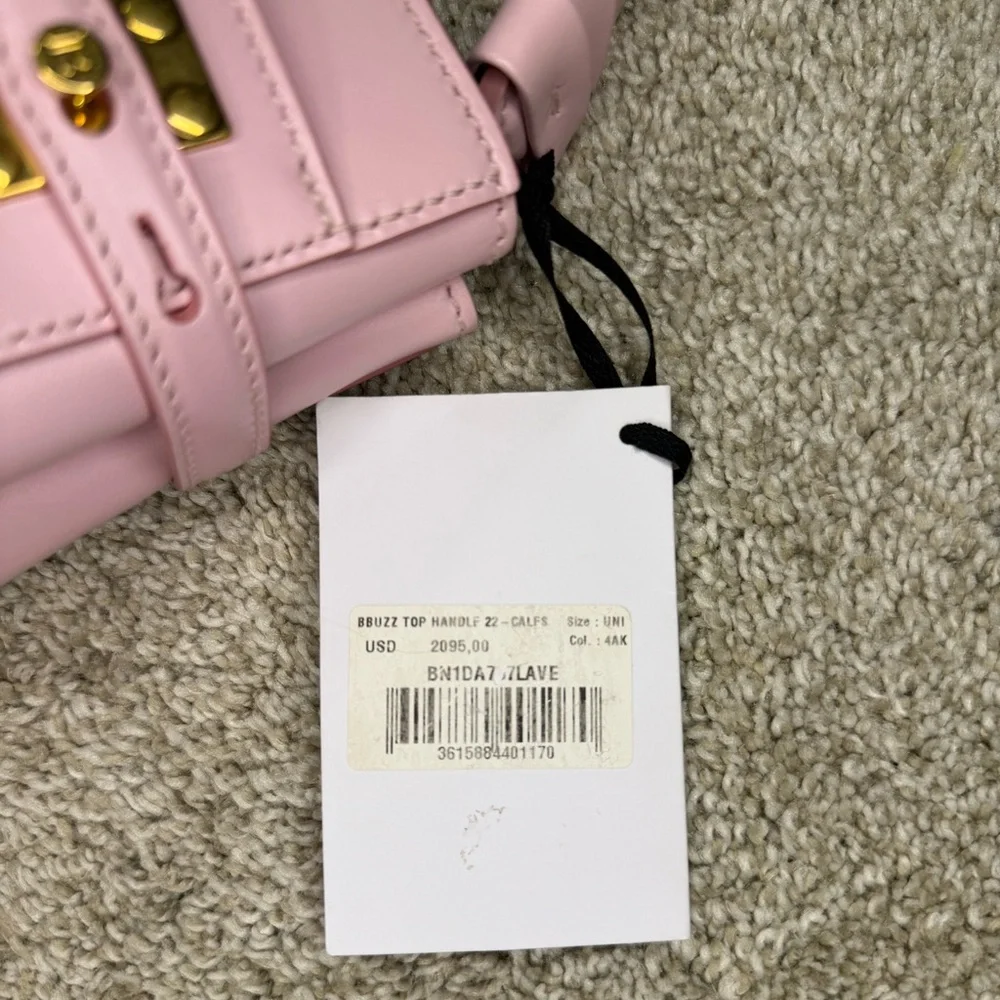 B
BBUZZ TOP HANDLE 22-CALFS Size : UNI
USD 2095,00 Col. : 4AK
3615884401170